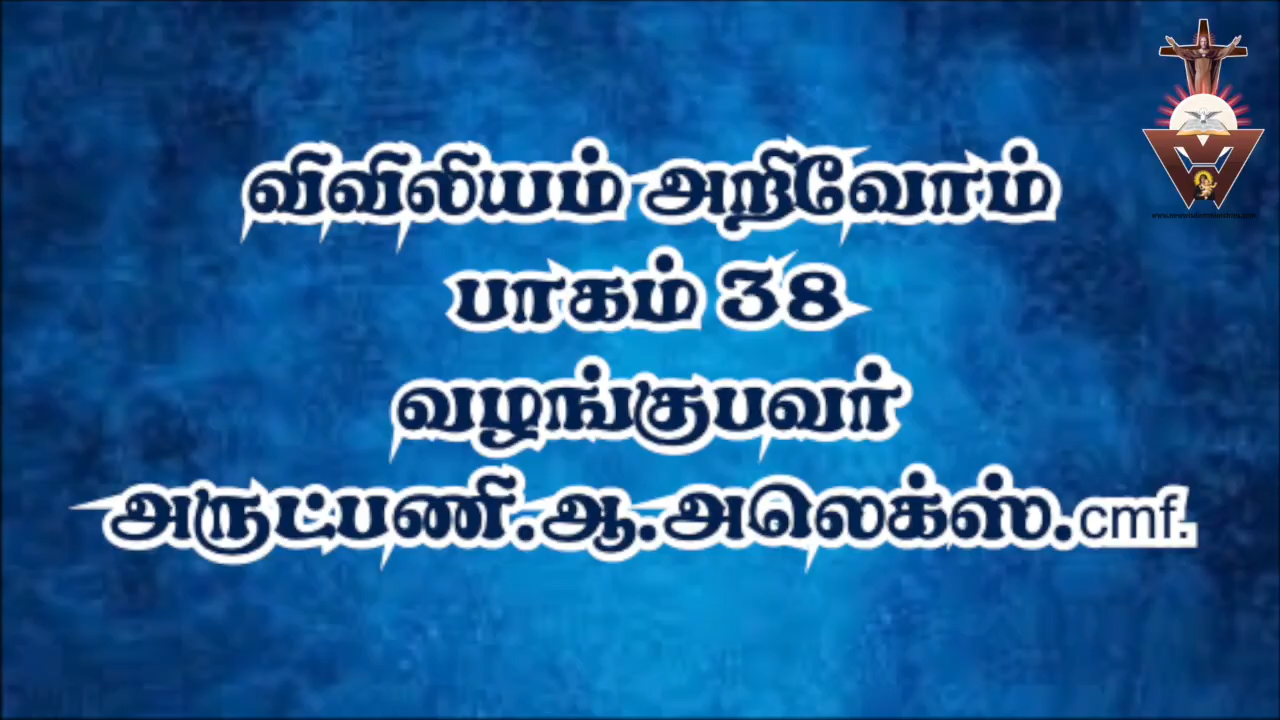 விவிலியம் அறிவோம்
பாகம் 38
வழங்குபவர்
அருட்பணி.ஆ.அலெக்ஸ்.cmf.